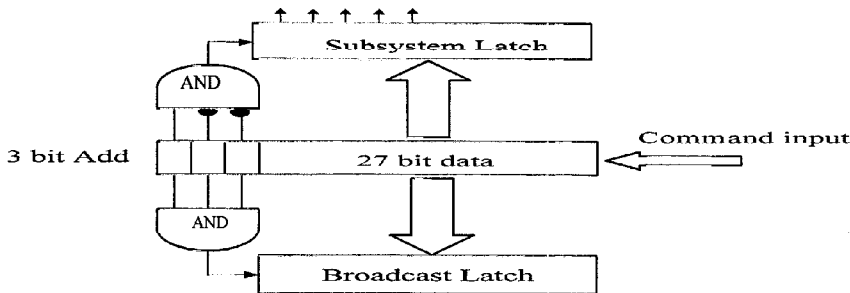 Subsystem Latch
AND
3 bit Add
27 bit data
Command input
AND
Broadcast Latch